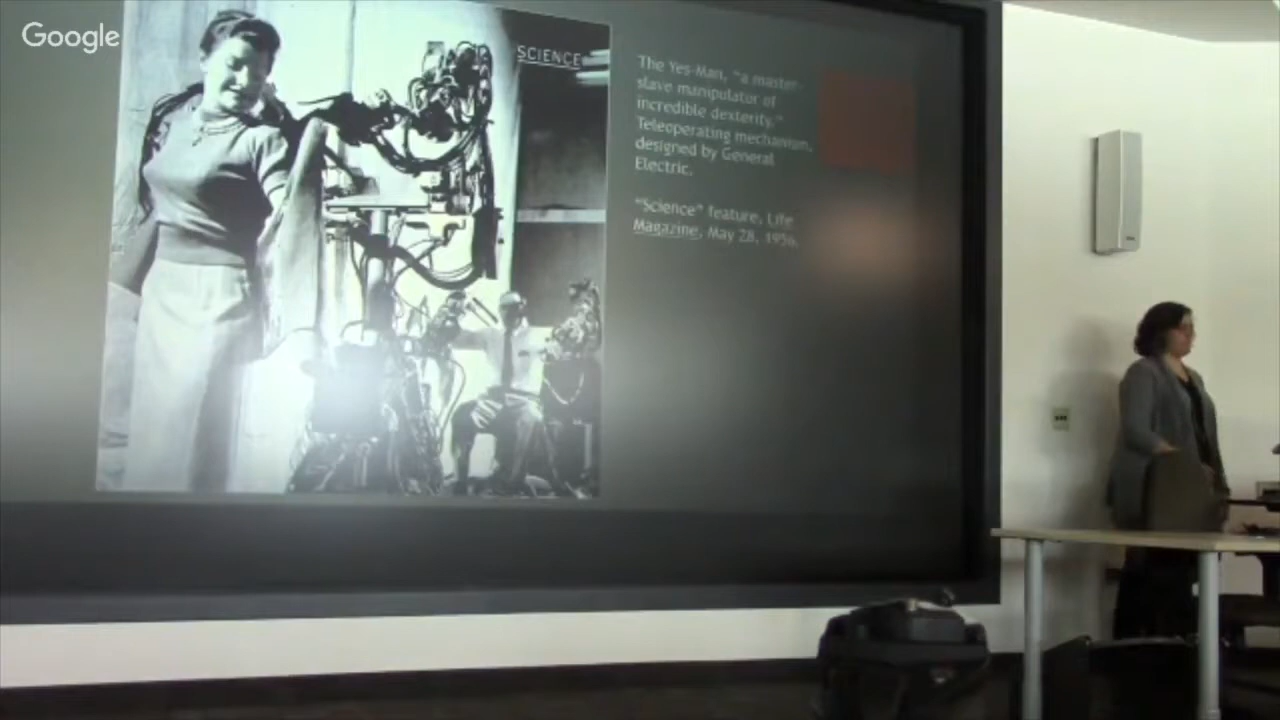 Google
SCIENCE
The Yes-Man, "a master-
slave manipulator of
incredible dexterity."
Teleoperating mechanism,
designed by General
Electric.
"Science" feature, Life
Magazine, May 28, 1956.